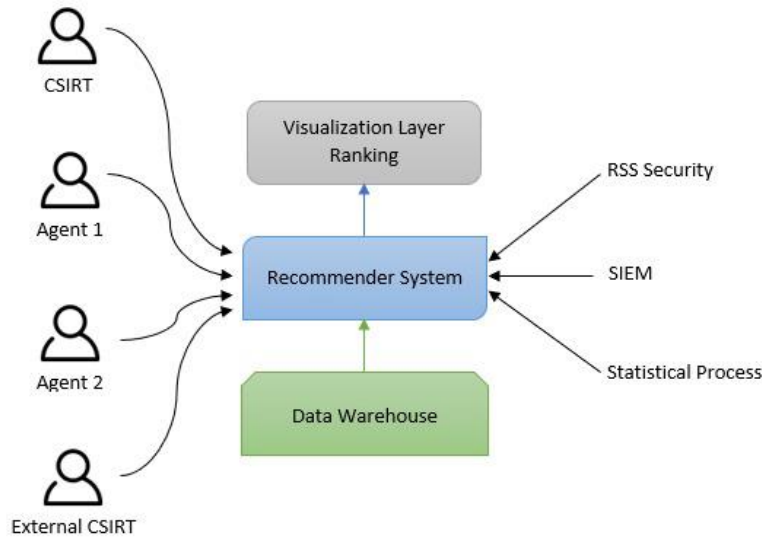 CSIRT
Agent 1
Agent 2
External CSIRT
Visualization Layer
Ranking
Recommender System
Data Warehouse
RSS Security
SIEM
Statistical Process